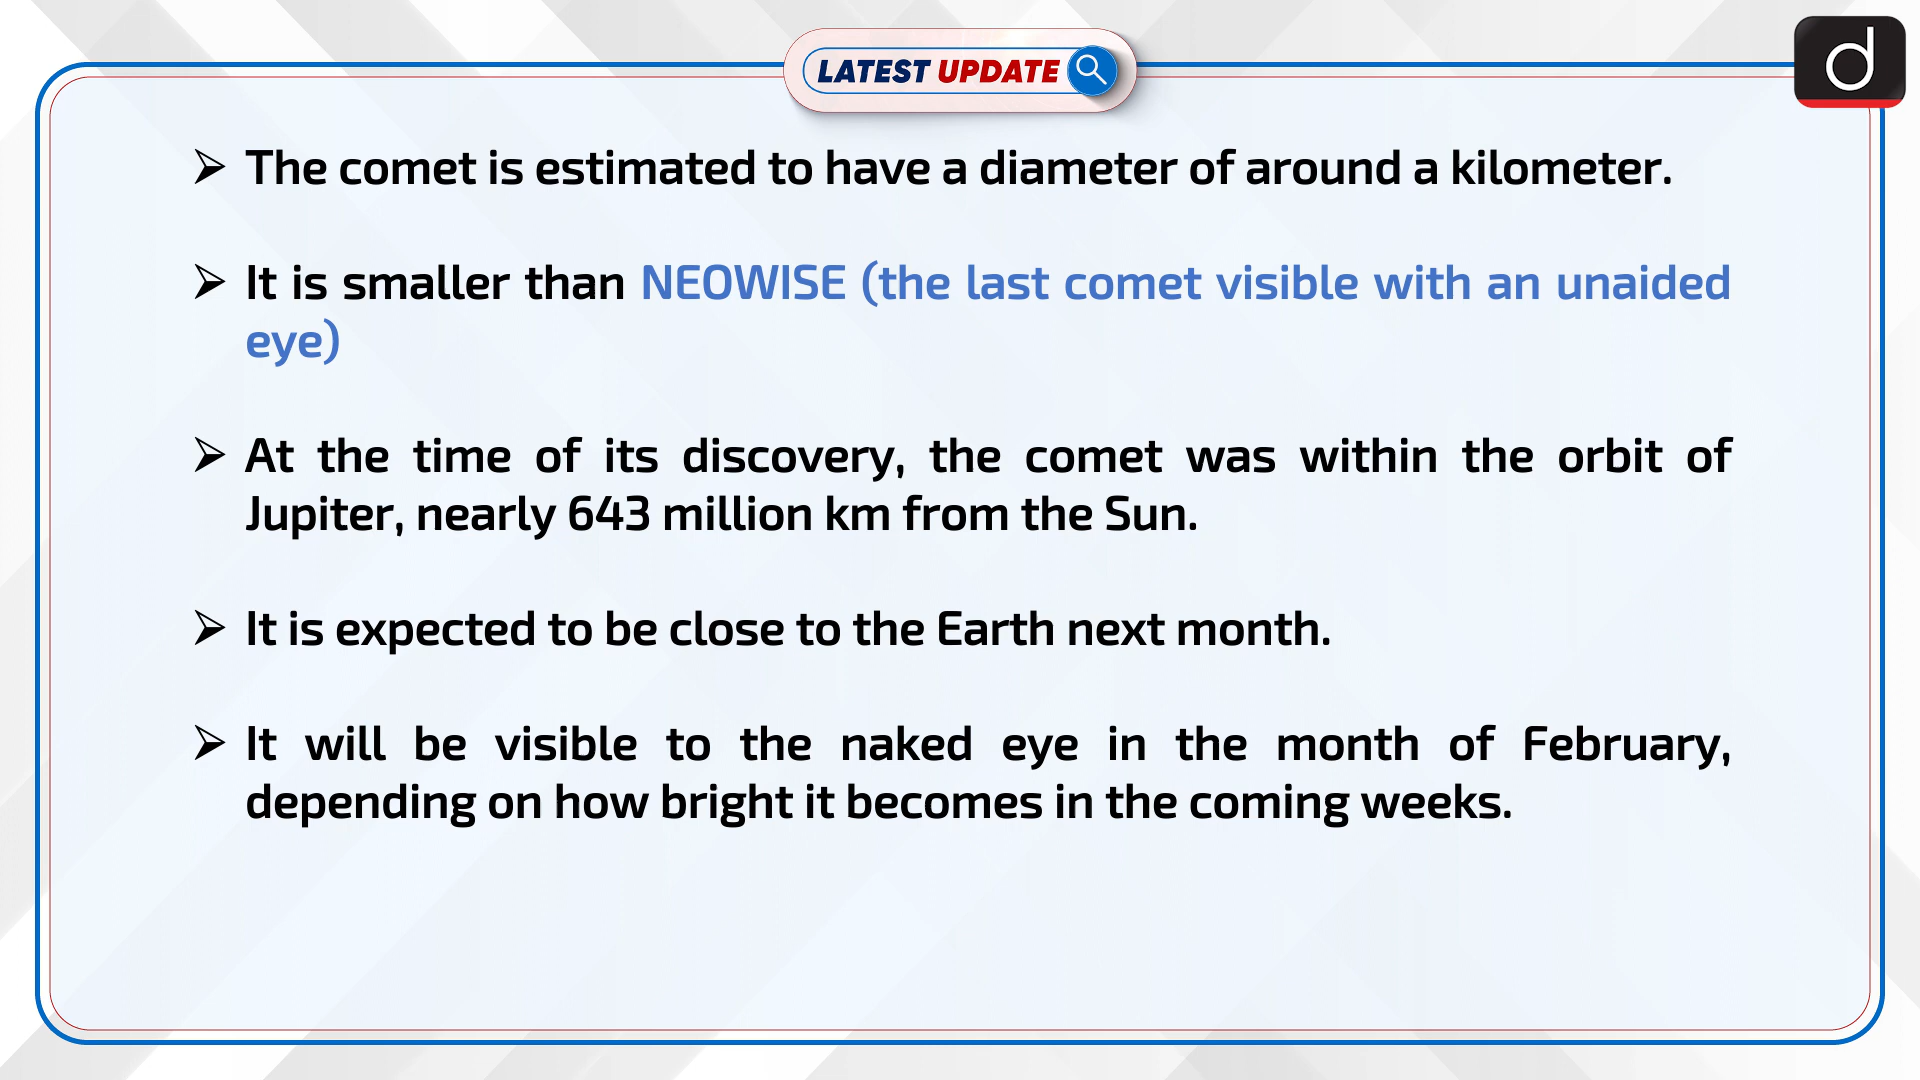 LATEST UPDATE
d
➢ The comet is estimated to have a diameter of around a kilometer.
➢ It is smaller than NEOWISE (the last comet visible with an unaided
eye)
➢ At the time of its discovery, the comet was within the orbit of
Jupiter, nearly 643 million km from the Sun.
➢ It is expected to be close to the Earth next month.
➢ It will be visible to the naked eye in the month of February,
depending on how bright it becomes in the coming weeks.